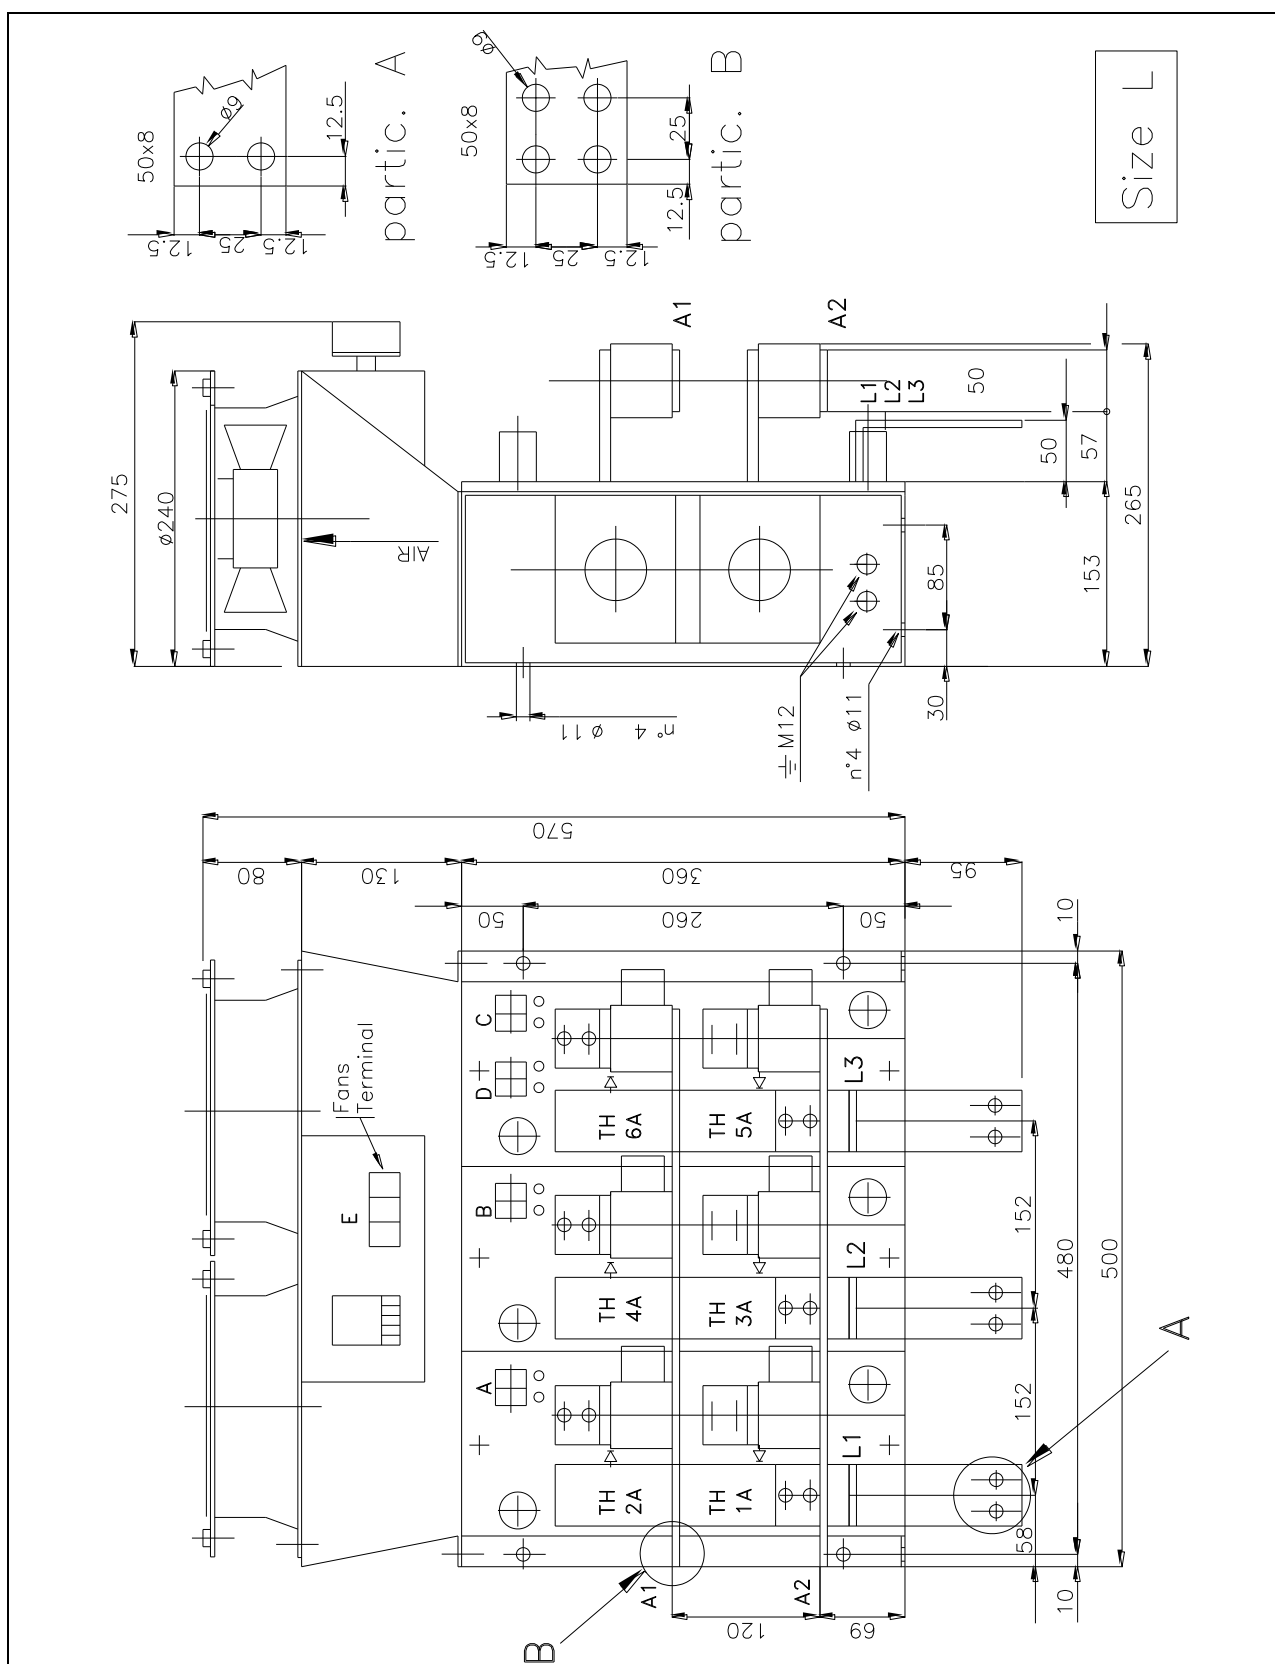 50x8
ø9
12.5
25
12.5
12.5
partic. A
50x8
ø9
12.5
25
12.5
12.5
25
partic. B
Size L
275
ø240
AIR
A1
A2
L1
L2
L3
50
50
57
265
153
85
30
n° 4 ø11
M12
n°4 ø11
570
80
130
360
95
50
260
50
10
Fans
Terminal
E
C
D
B
A
TH
6A
TH
5A
L3
TH
4A
TH
3A
L2
TH
2A
TH
1A
L1
152
152
480
500
58
10
A
B
A1
A2
120
69